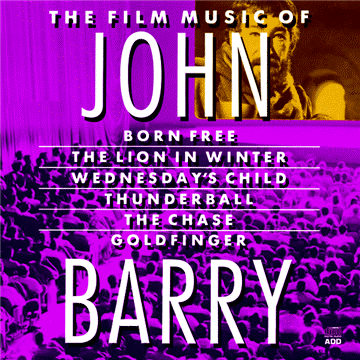 THE FILM MUSIC OF
JOHN
BORN FREE
THE LION IN WINTER
WEDNESDAY'S CHILD
THUNDERBALL
THE CHASE
GOLDFINGER
BARRY
ADD